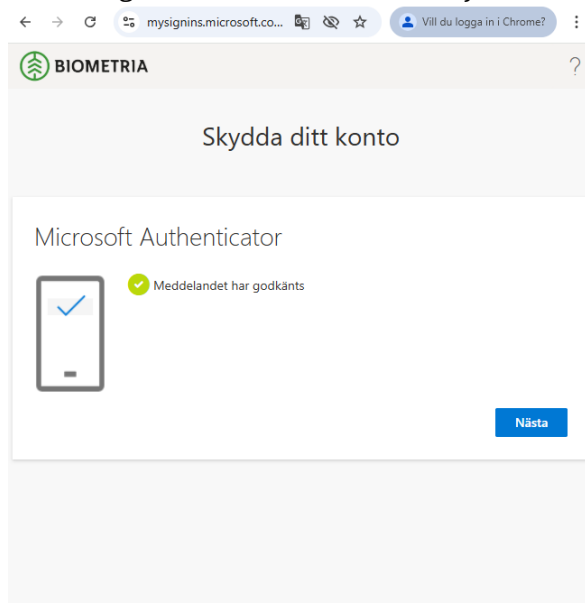 mysignins.microsoft.co...
Vill du logga in i Chrome?
BIOMETRIA
?
Skydda ditt konto
Microsoft Authenticator
Meddelandet har godkänts
Nästa